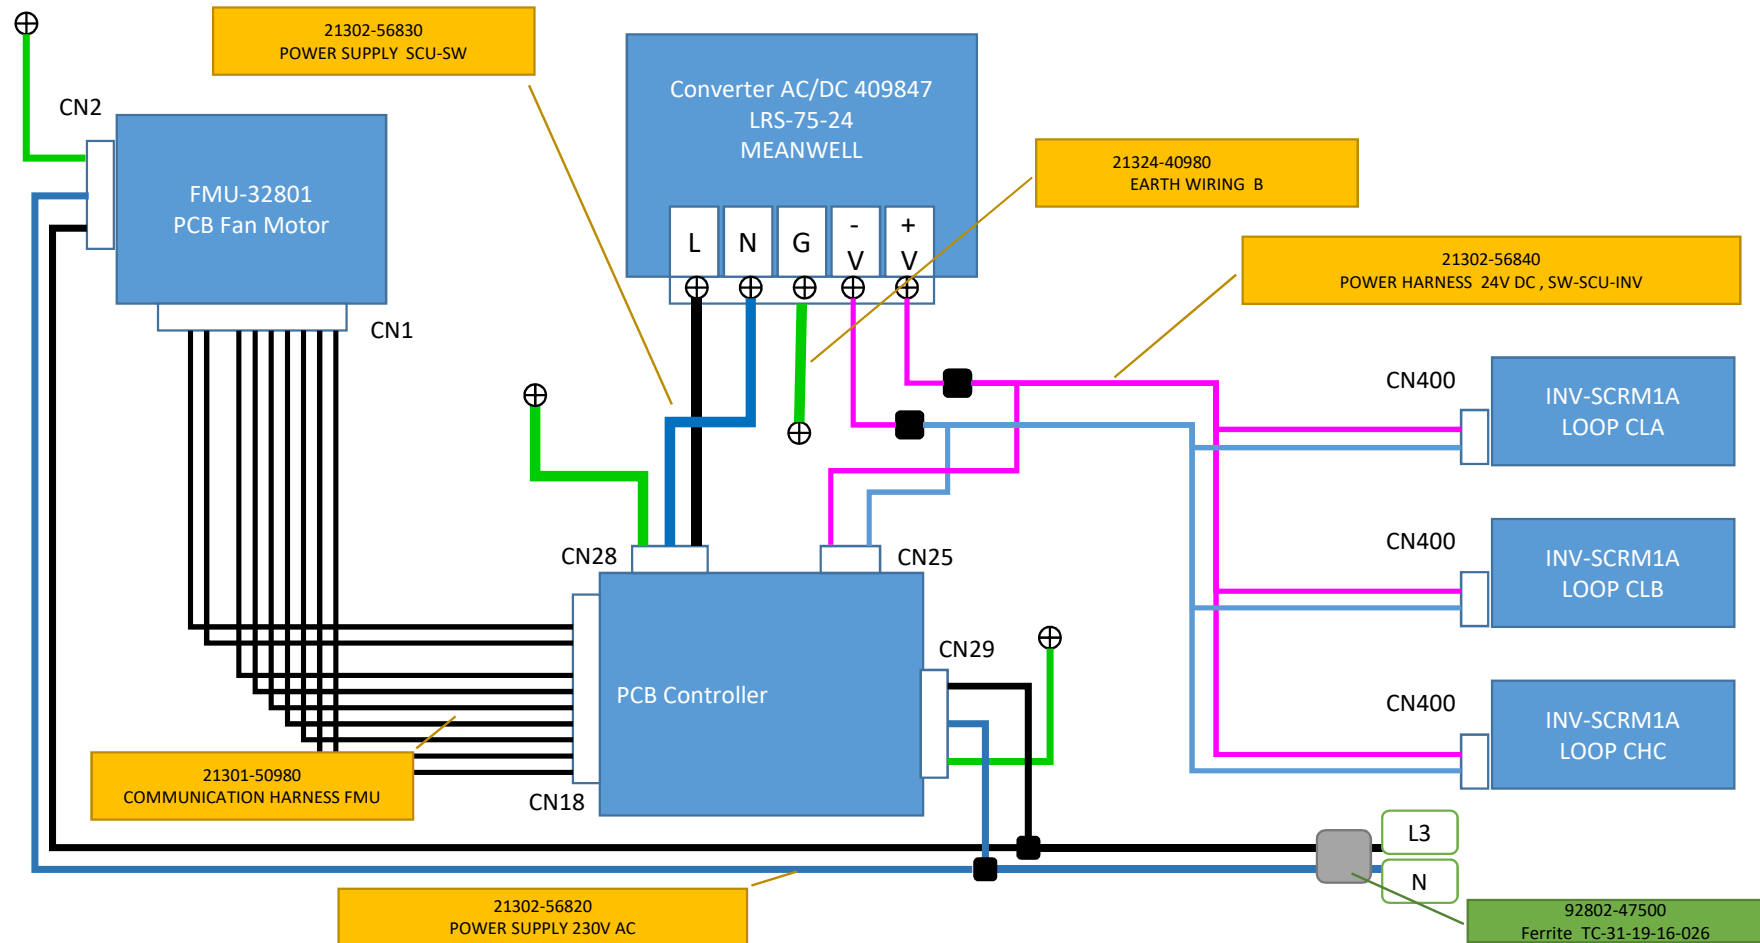 21302-56830
POWER SUPPLY SCU-SW
CN2
FMU-32801
PCB Fan Motor
CN1
Converter AC/DC 409847
LRS-75-24
MEANWELL
L
N
G
-
V
+
V
21324-40980
EARTH WIRING B
21302-56840
POWER HARNESS 24V DC , SW-SCU-INV
CN400
INV-SCRM1A
LOOP CLA
CN400
INV-SCRM1A
LOOP CLB
CN400
INV-SCRM1A
LOOP CHC
CN28
CN25
CN29
PCB Controller
CN18
21301-50980
COMMUNICATION HARNESS FMU
L3
N
21302-56820
POWER SUPPLY 230V AC
92802-47500
Ferrite TC-31-19-16-026